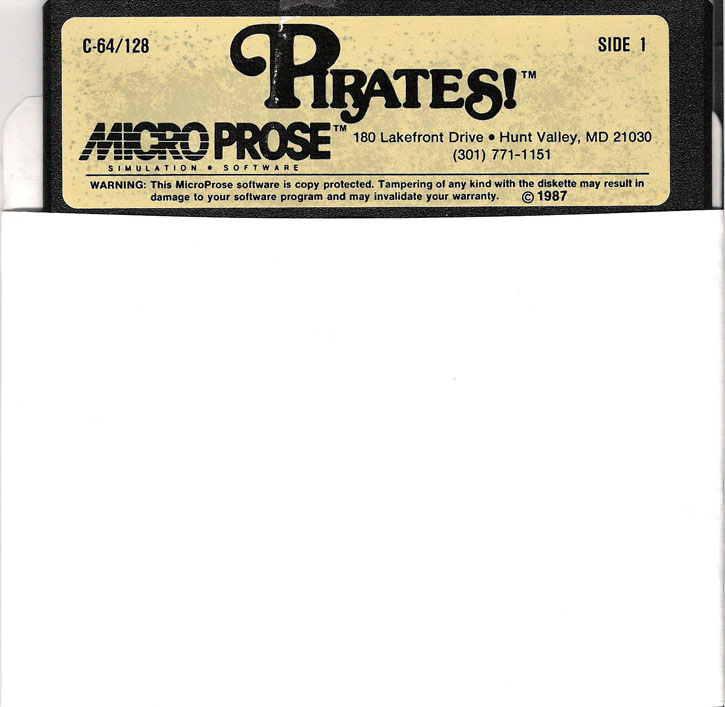 C-64/128
SIDE 1
PIRATES!™
MICRO PROSE™
SIMULATION • SOFTWARE
180 Lakefront Drive • Hunt Valley, MD 21030
(301) 771-1151
WARNING: This MicroProse software is copy protected. Tampering of any kind with the diskette may result in
damage to your software program and may invalidate your warranty. © 1987